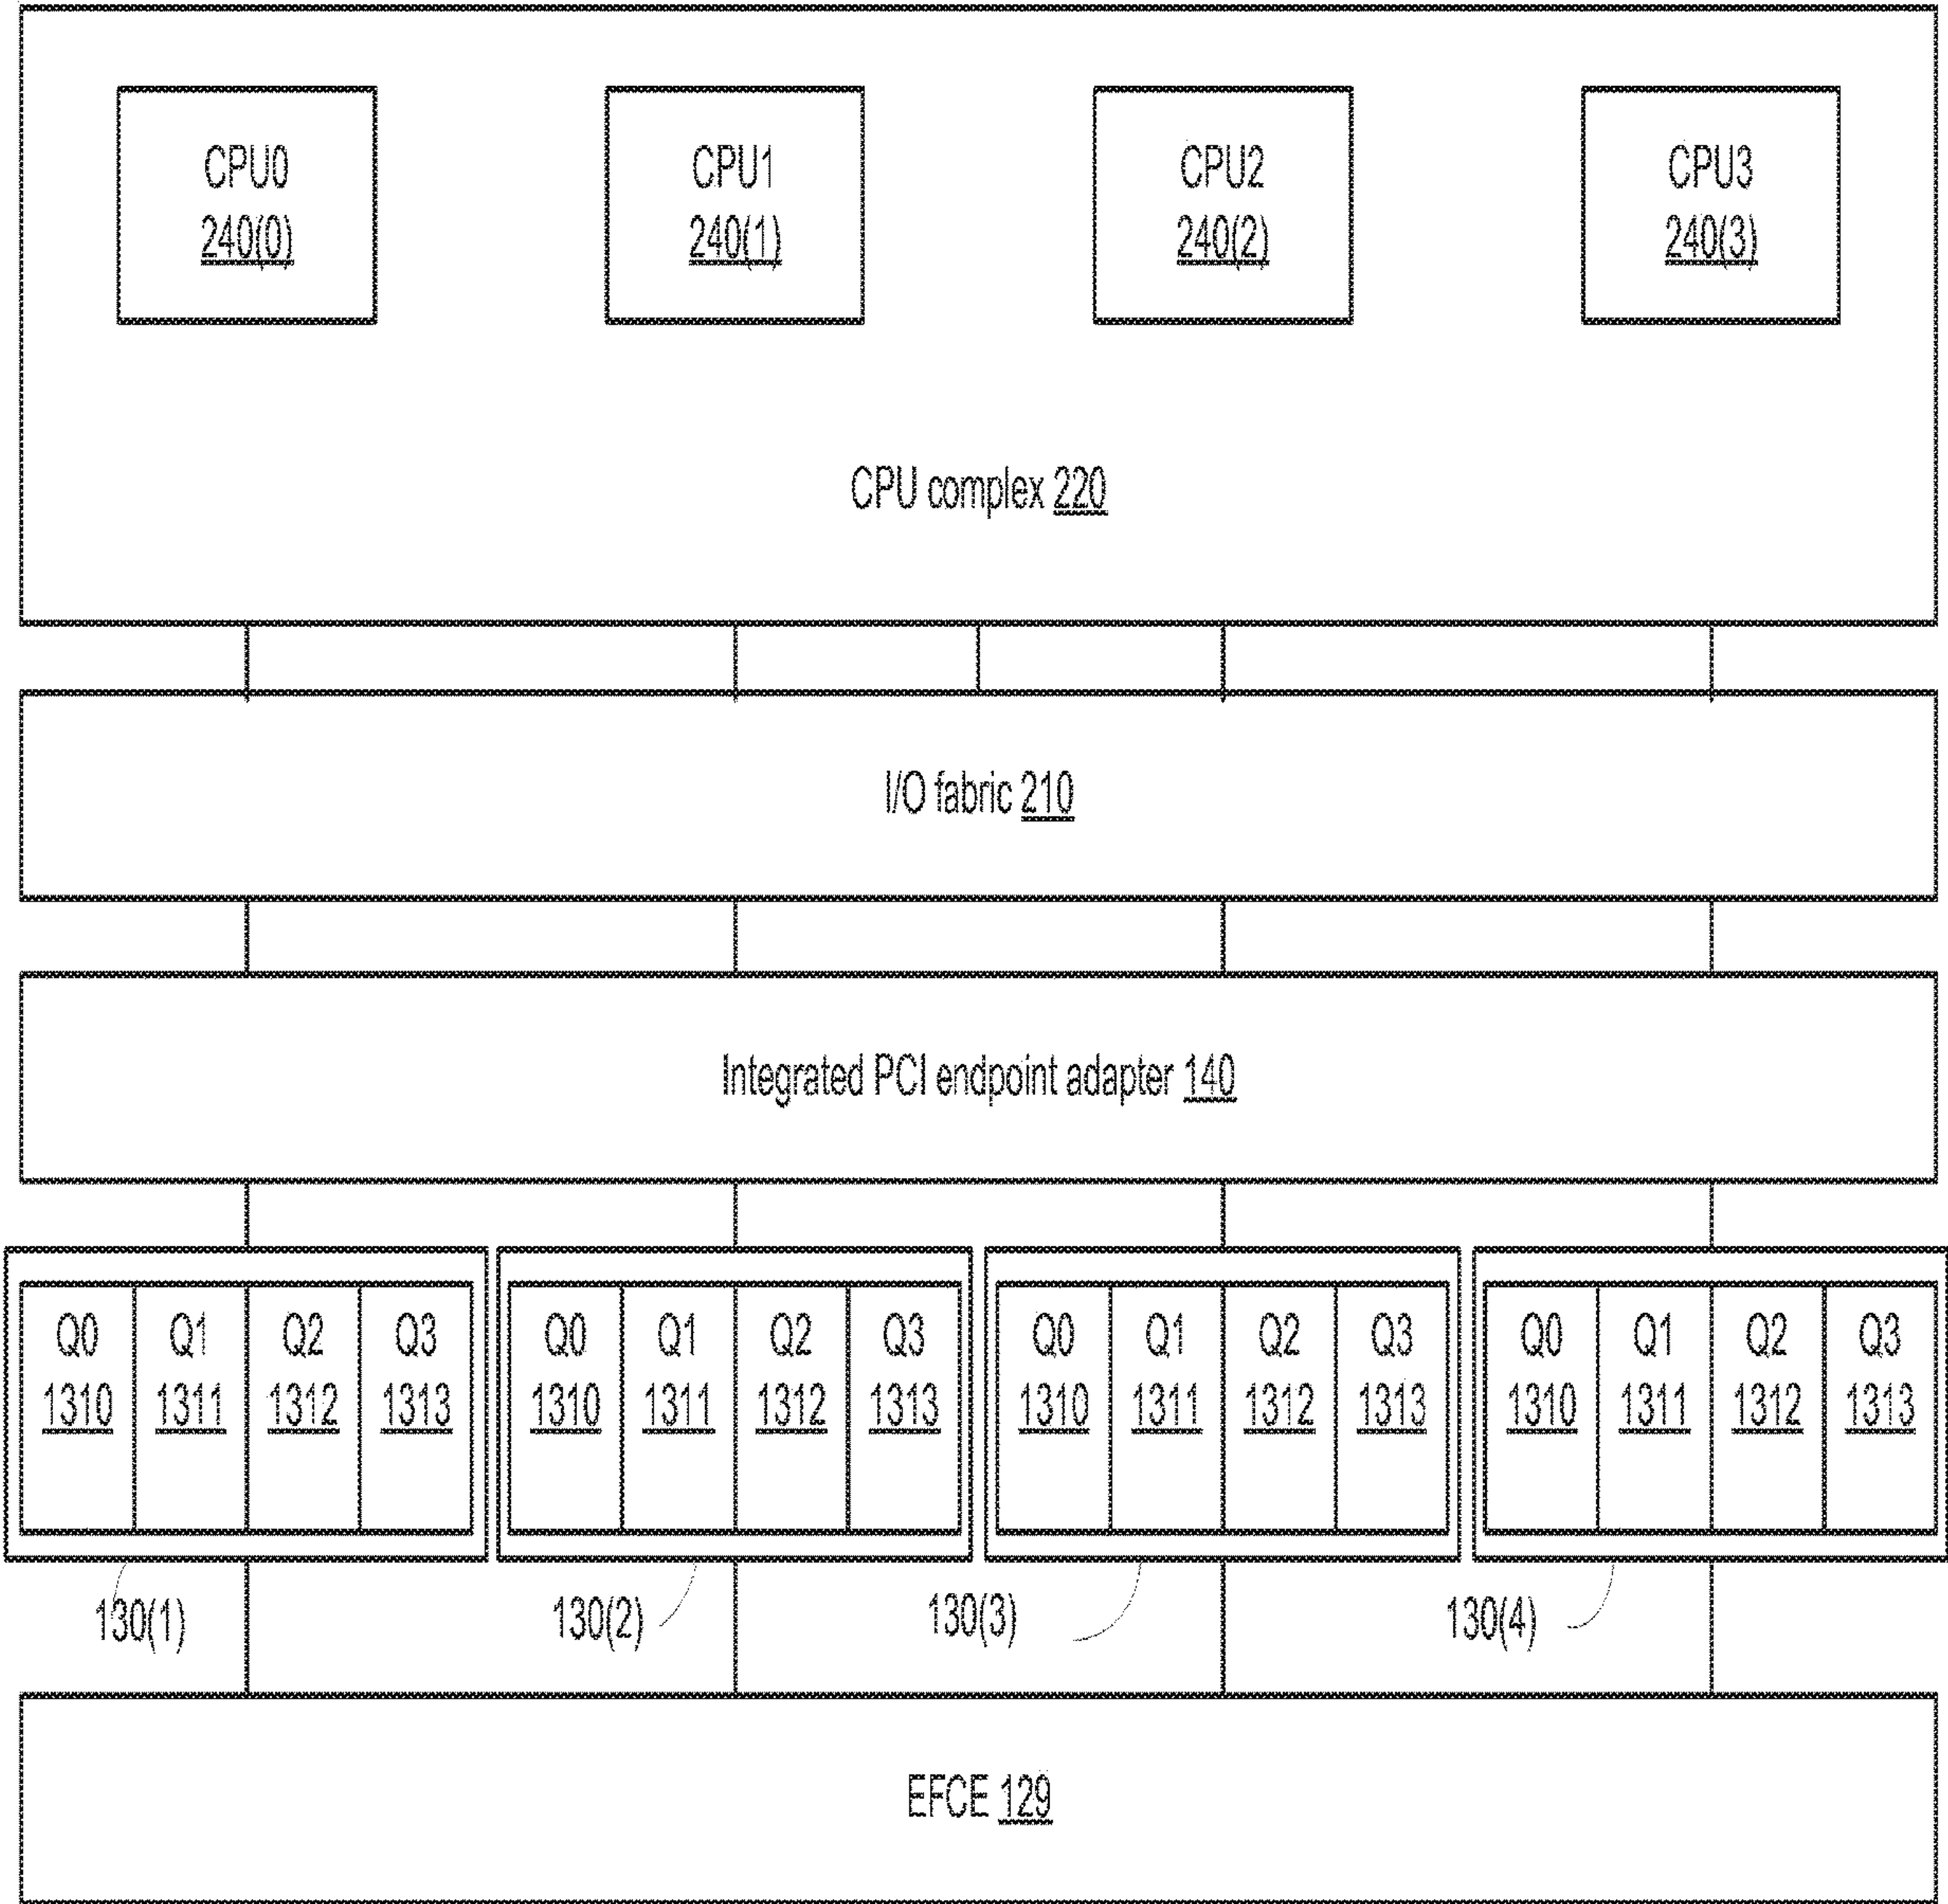 CPU0
240(0)
CPU1
240(1)
CPU2
240(2)
CPU3
240(3)
CPU complex 220
I/O fabric 210
Integrated PCI endpoint adapter 140
Q0
1310
Q1
1311
Q2
1312
Q3
1313
Q0
1310
Q1
1311
Q2
1312
Q3
1313
Q0
1310
Q1
1311
Q2
1312
Q3
1313
Q0
1310
Q1
1311
Q2
1312
Q3
1313
130(1)
130(2)
130(3)
130(4)
EFCE 129